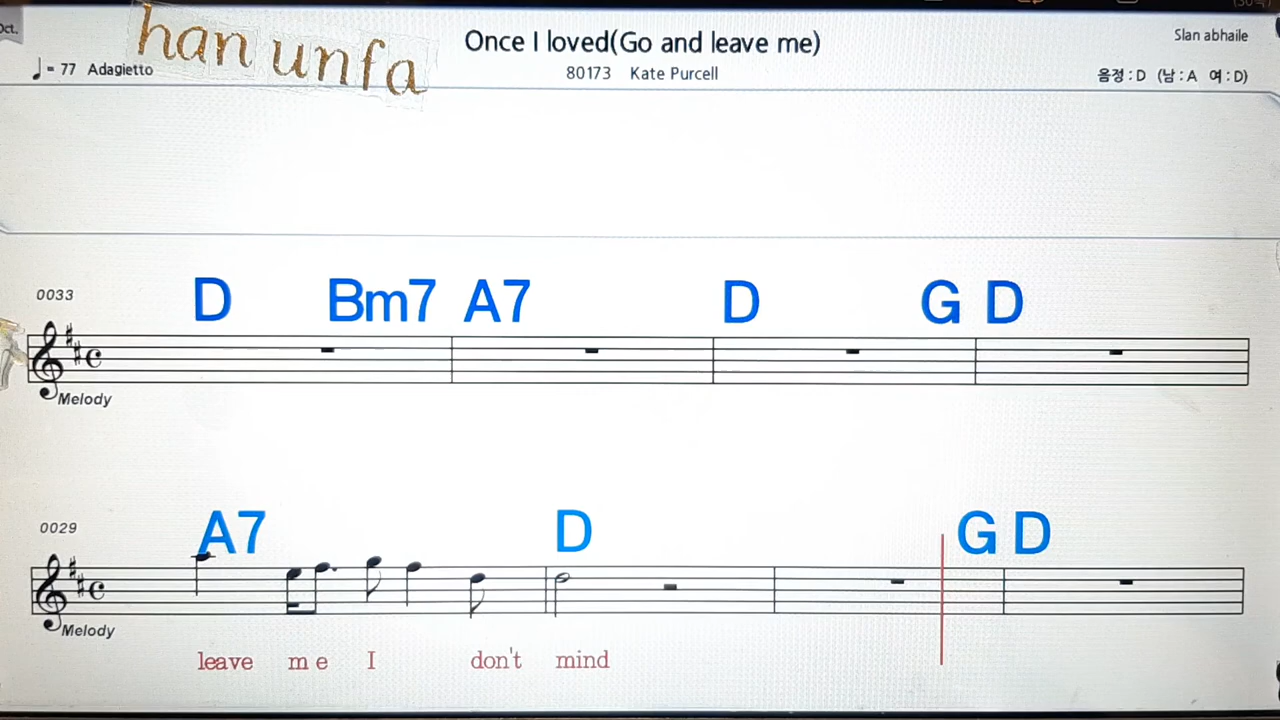 Oct.
han unfa
Once I loved(Go and leave me)
Slan abhaile
♩= 77 Adagietto
80173 Kate Purcell
음정 : D (남 : A 여 : D)
0033
D Bm7 A7 D G D
Melody
0029
A7 D G D
Melody
leave me I don't mind